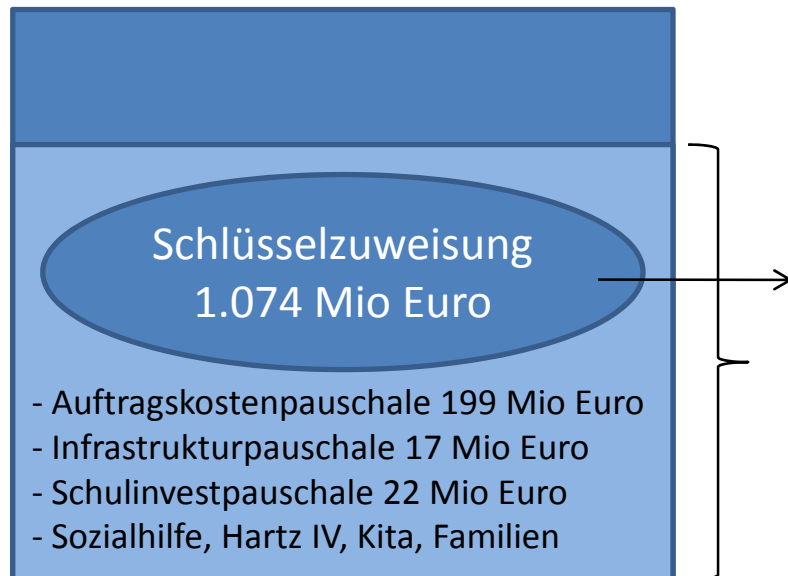 Schlüsselzuweisung
1.074 Mio Euro
- Auftragskostenpauschale 199 Mio Euro
- Infrastrukturpauschale 17 Mio Euro
- Schulinvestpauschale 22 Mio Euro
- Sozialhilfe, Hartz IV, Kita, Familien